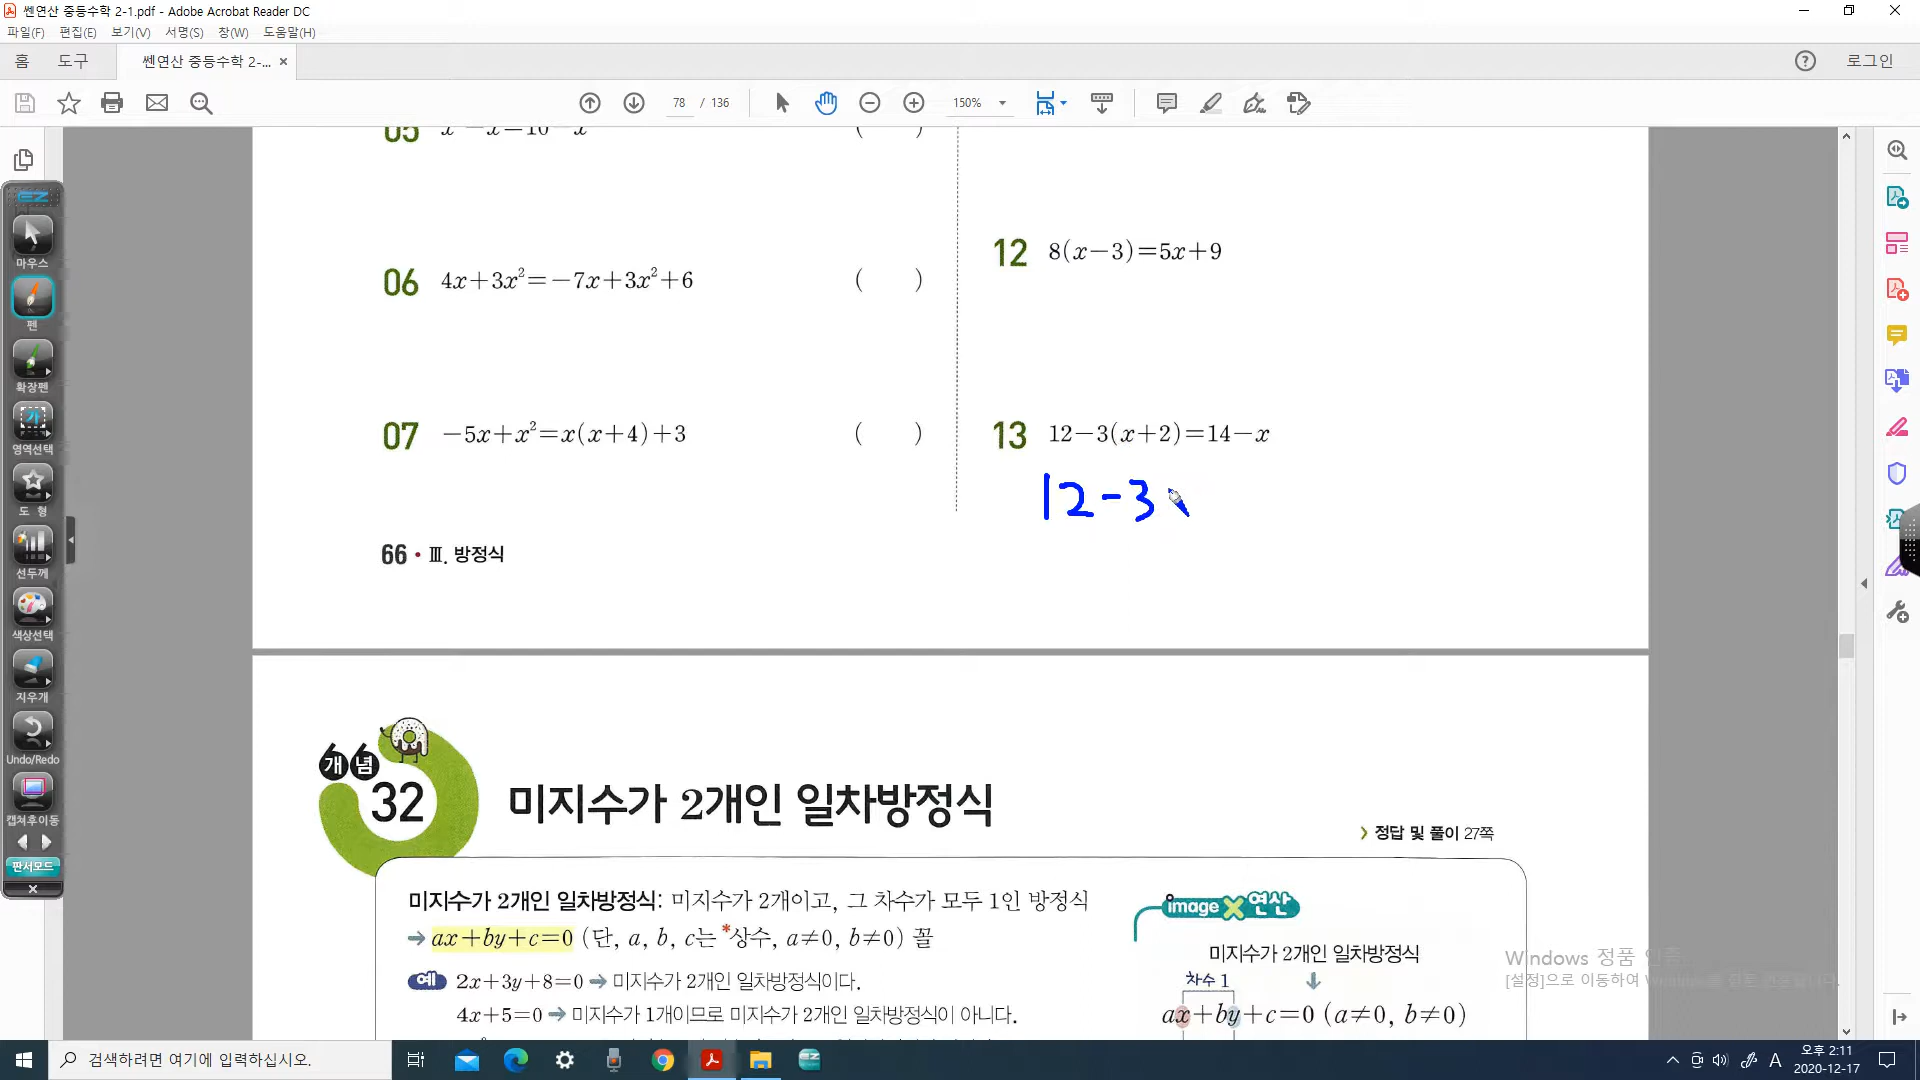 쎈연산 중등수학 2-1.pdf - Adobe Acrobat Reader DC
파일(F) 편집(E) 보기(V) 서명(S) 창(W) 도움말(H)
홈 도구 쎈연산 중등수학 2-... × 로그인
78 / 136 150%
05 ( )
06 4x+3x²=-7x+3x²+6 ( )
07 -5x+x²=x(x+4)+3 ( )
66 • Ⅲ. 방정식
12 8(x-3)=5x+9
13 12-3(x+2)=14-x
12-3
EZ
마우스
펜
확장펜
영역선택
도 형
선두께
색상선택
지우개
Undo/Redo
캡쳐후이동
판서모드
개념
32
미지수가 2개인 일차방정식
정답 및 풀이 27쪽
미지수가 2개인 일차방정식: 미지수가 2개이고, 그 차수가 모두 1인 방정식
➔ ax+by+c=0 (단, a, b, c는 *상수, a≠0, b≠0) 꼴
예 2x+3y+8=0 ➔ 미지수가 2개인 일차방정식이다.
4x+5=0 ➔ 미지수가 1개이므로 미지수가 2개인 일차방정식이 아니다.
image X 연산
미지수가 2개인 일차방정식
차수 1
ax+by+c=0 (a≠0, b≠0)
Windows 정품 인증
[설정]으로 이동하여
검색하려면 여기에 입력하십시오.
A
오후 2:11
2020-12-17